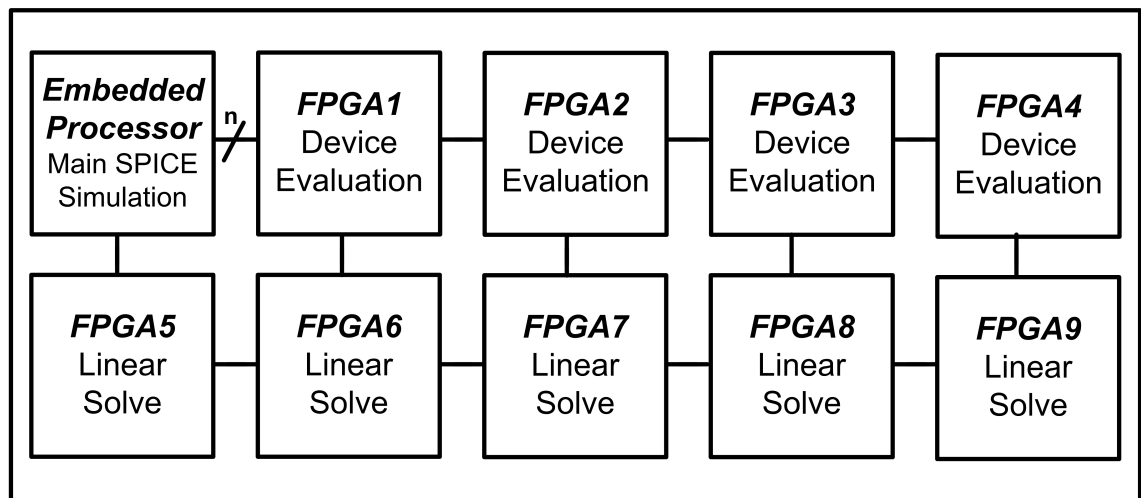 Embedded
Processor
Main SPICE
Simulation
n
FPGA1
Device
Evaluation
FPGA2
Device
Evaluation
FPGA3
Device
Evaluation
FPGA4
Device
Evaluation
FPGA5
Linear
Solve
FPGA6
Linear
Solve
FPGA7
Linear
Solve
FPGA8
Linear
Solve
FPGA9
Linear
Solve